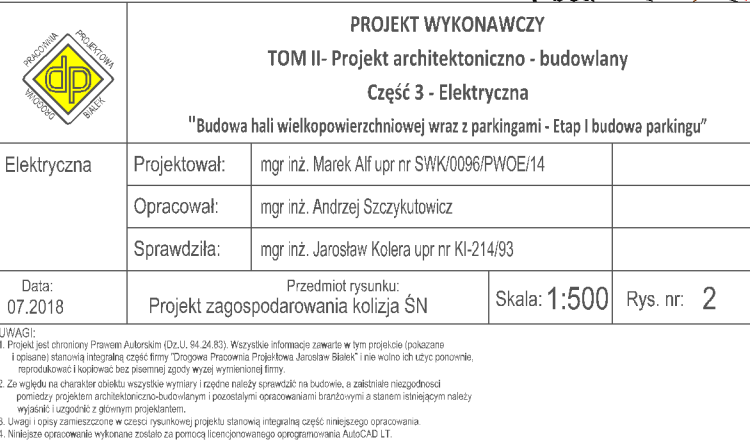 PROJEKT WYKONAWCZY
TOM II- Projekt architektoniczno - budowlany
Część 3 - Elektryczna
"Budowa hali wielkopowierzchniowej wraz z parkingami - Etap I budowa parkingu"
PRACOWNIA PROJEKTOWA
dp
DROGOWA BIAŁEK
Elektryczna
Projektował: mgr inż. Marek Alf upr nr SWK/0096/PWOE/14
Opracował: mgr inż. Andrzej Szczykutowicz
Sprawdziła: mgr inż. Jarosław Kolera upr nr KI-214/93
Data: 07.2018
Przedmiot rysunku:
Projekt zagospodarowania kolizja ŚN
Skala: 1:500
Rys. nr: 2
UWAGI:
1. Projekt jest chroniony Prawem Autorskim (Dz.U. 94.24.83). Wszystkie informacje zawarte w tym projekcie (pokazane
i opisane) stanowią integralną część firmy "Drogowa Pracownia Projektowa Jarosław Białek" i nie wolno ich użyc ponownie,
reprodukować i kopiować bez pisemnej zgody wyzej wymienionej firmy.
2. Ze względu na charakter obiektu wszystkie wymiary i rzędne należy sprawdzić na budowie, a zaistniałe niezgodnosci
pomiedzy projektem architektoniczno-budowlanym i pozostałymi opracowaniami branżowymi a stanem istniejącym należy
wyjaśnić i uzgodnić z głównym projektantem.
3. Uwagi i opisy zamieszczone w czesci rysunkowej projektu stanowią integralną część niniejszego opracowania.
4. Niniejsze opracowanie wykonane zostało za pomocą licencjonowanego oprogramowania AutoCAD LT.